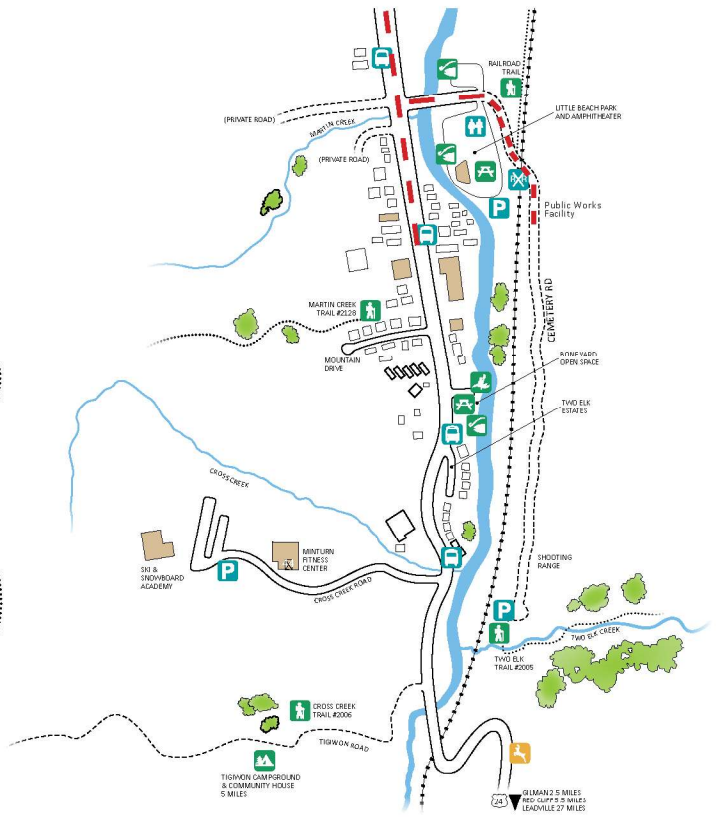 RAILROAD
TRAIL
LITTLE BEACH PARK
AND AMPHITHEATER
(PRIVATE ROAD)
MARTIN CREEK
(PRIVATE ROAD)
P
Public Works
Facility
CEMETERY RD
MARTIN CREEK
TRAIL #2128
MOUNTAIN
DRIVE
BONEYARD
OPEN SPACE
TWO ELK
ESTATES
CROSS CREEK
MINTURN
FITNESS
CENTER
SKI &
SNOWBOARD
ACADEMY
P
CROSS CREEK ROAD
SHOOTING
RANGE
P
TWO ELK CREEK
TWO ELK
TRAIL #2005
CROSS CREEK
TRAIL #2006
TIGIWON ROAD
TIGIWON CAMPGROUND
& COMMUNITY HOUSE
5 MILES
24
GILMAN 2.5 MILES
RED CLIFF 5.5 MILES
LEADVILLE 27 MILES